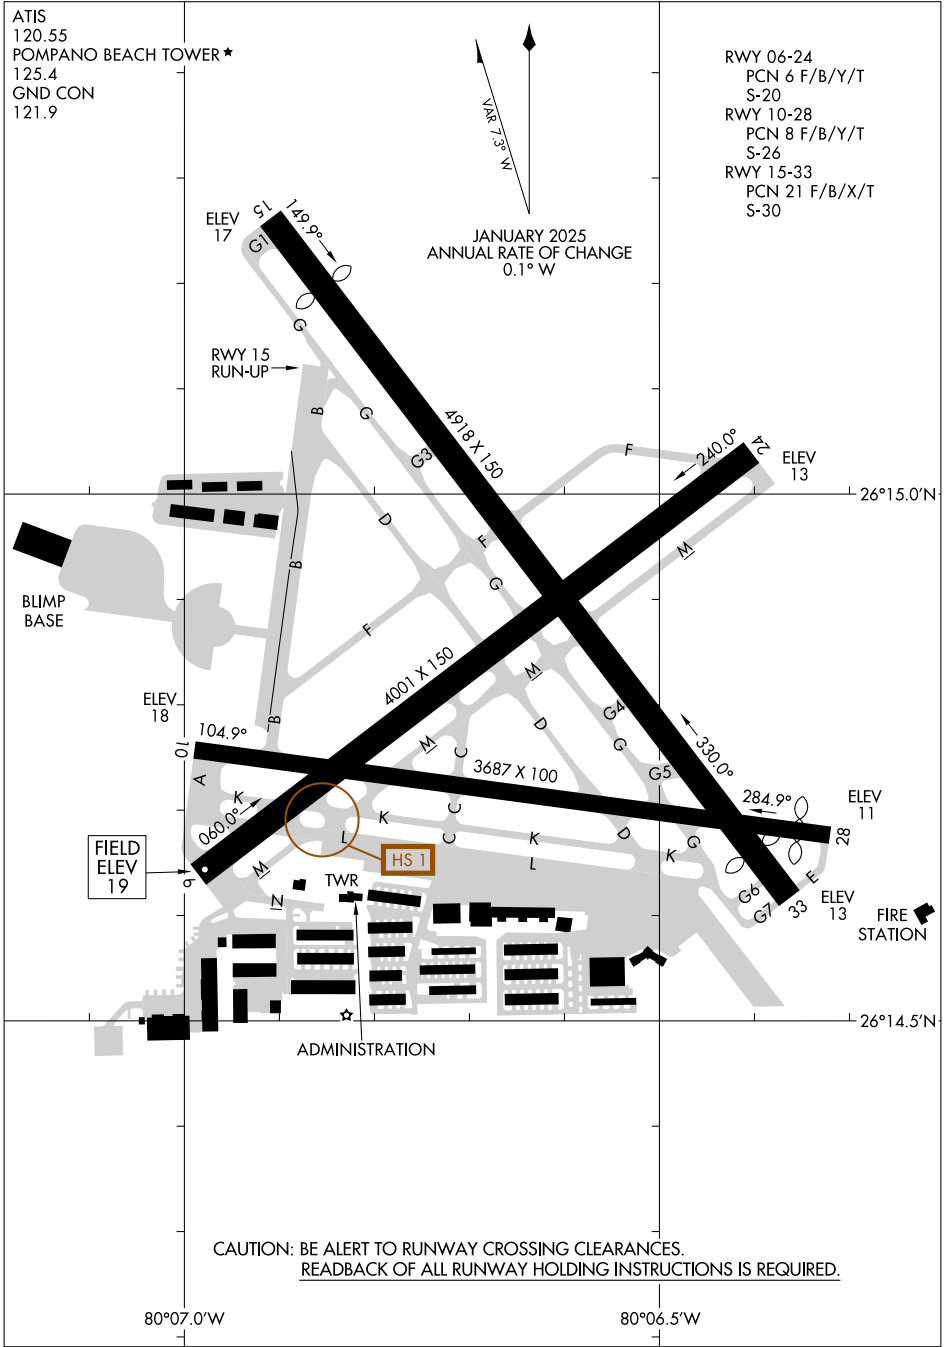 ATIS
120.55
POMPANO BEACH TOWER ★
125.4
GND CON
121.9
RWY 06-24
PCN 6 F/B/Y/T
S-20
RWY 10-28
PCN 8 F/B/Y/T
S-26
RWY 15-33
PCN 21 F/B/X/T
S-30
VAR 7.3° W
JANUARY 2025
ANNUAL RATE OF CHANGE
0.1° W
ELEV
17
15
149.9°
G1
G
RWY 15
RUN-UP
B
G
G3
4918 X 150
F
240.0°
24
ELEV
13
26°15.0'N
D
F
M
B
G
BLIMP
BASE
F
M
4001 X 150
ELEV
18
B
D
G4
104.9°
10
M
C
G
330.0°
A
3687 X 100
G5
K
060.0°
C
K
284.9°
ELEV
11
28
L
C
K
D
G
K
L
HS 1
FIELD
ELEV
19
6
M
TWR
N
G6
G7
E
33
ELEV
13
FIRE
STATION
26°14.5'N
ADMINISTRATION
CAUTION: BE ALERT TO RUNWAY CROSSING CLEARANCES.
READBACK OF ALL RUNWAY HOLDING INSTRUCTIONS IS REQUIRED.
80°07.0'W
80°06.5'W